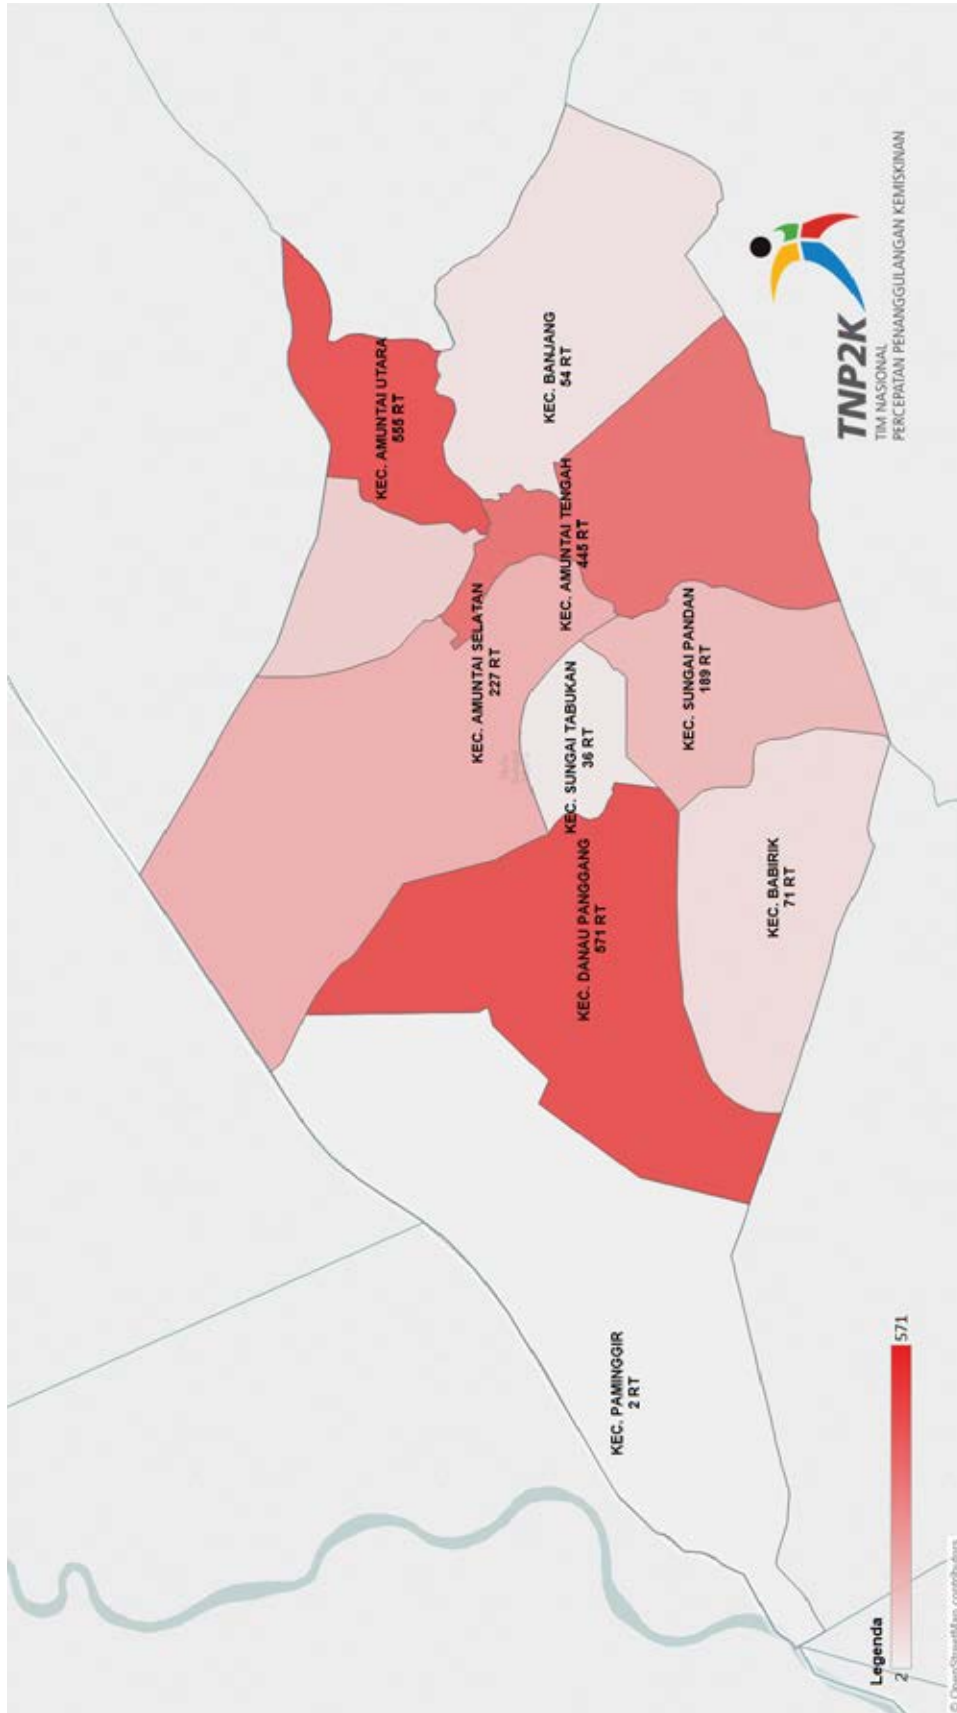 KEC. AMUNTAI UTARA
555 RT
KEC. BANJANG
54 RT
KEC. AMUNTAI TENGAH
445 RT
KEC. AMUNTAI SELATAN
227 RT
KEC. SUNGAI PANDAN
189 RT
KEC. SUNGAI TABUKAN
36 RT
KEC. DANAU PANGGANG
571 RT
KEC. BABIRIK
71 RT
KEC. PAMINGGIR
2 RT
TNP2K
TIM NASIONAL
PERCEPATAN PENANGGULANGAN KEMISKINAN
Legenda
2
571
© OpenStreetMap contributors